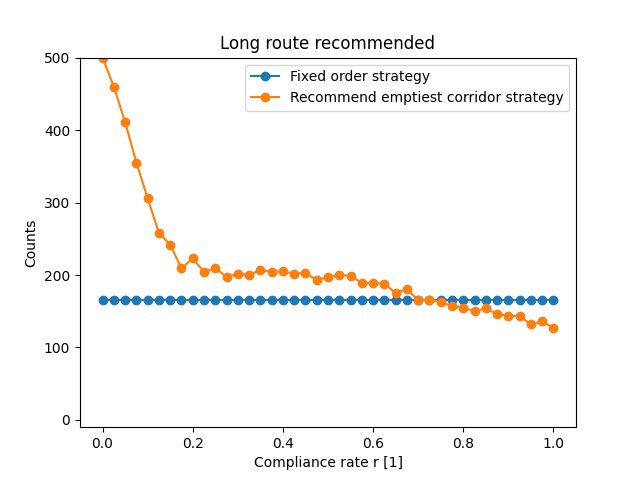 Long route recommended
Fixed order strategy
Recommend emptiest corridor strategy
Counts
500
400
300
200
100
0
0.0 0.2 0.4 0.6 0.8 1.0
Compliance rate r [1]